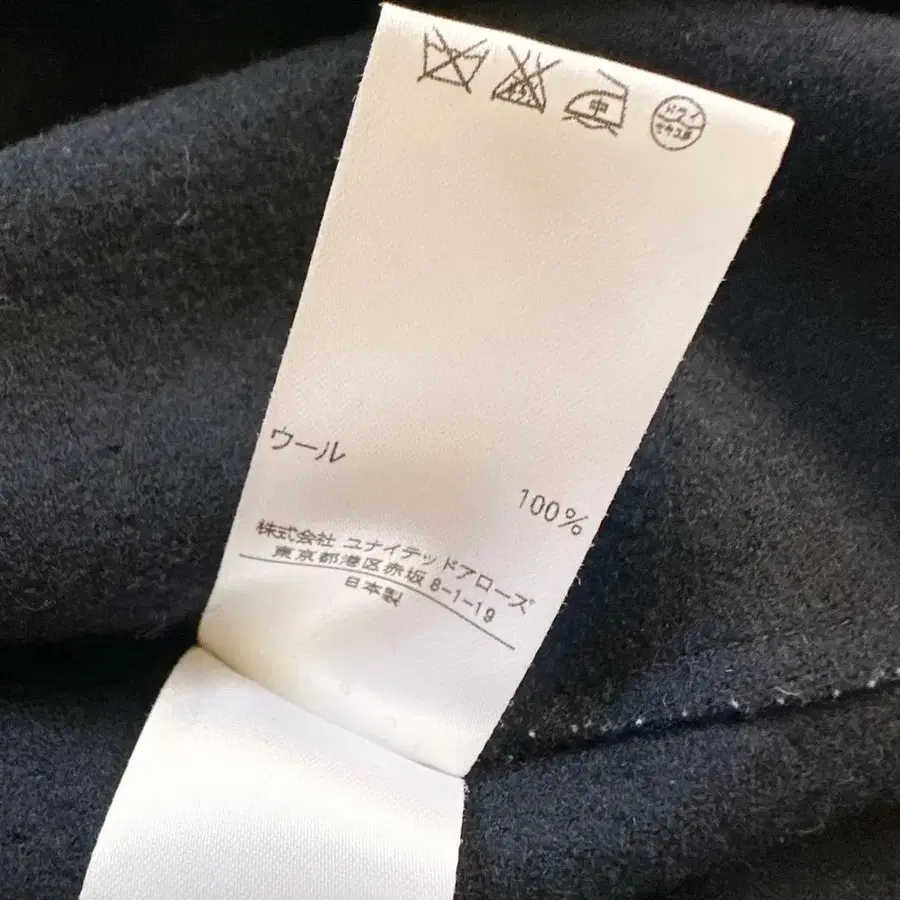 中
ドライ
セキユ系
ウール
100%
株式会社 ユナイテッドアローズ
東京都港区赤坂 8-1-19
日本製